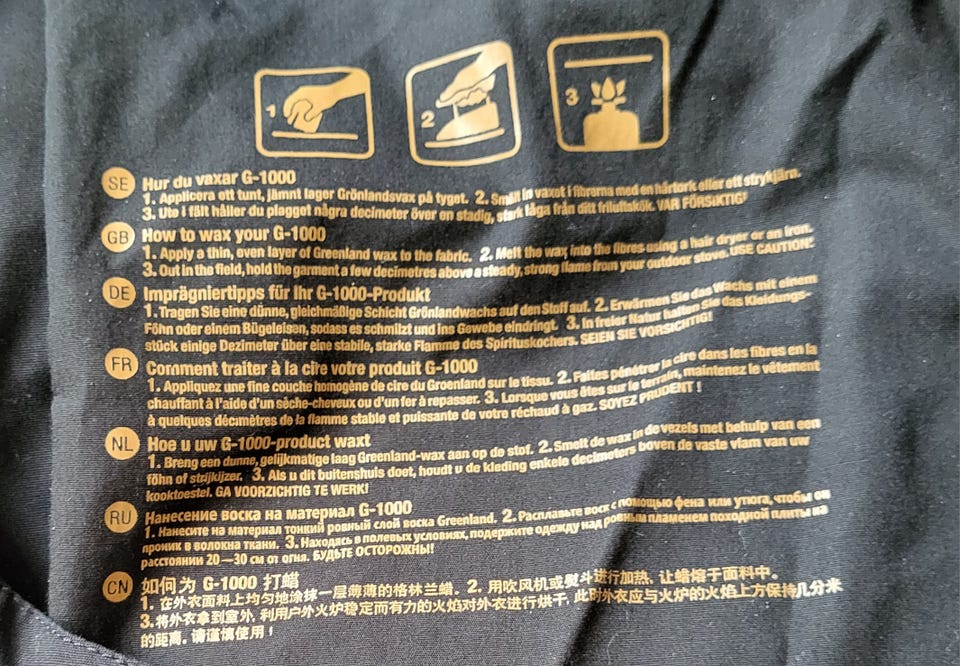 1
2
3
SE Hur du vaxar G-1000
1. Applicera ett tunt, jämnt lager Grönlandsvax på tyget. 2. Smält in vaxet i fibrerna med en hårtork eller ett strykjärn.
3. Ute i fält håller du plagget några decimeter över en stadig, stark låga från ditt friluftskök. VAR FÖRSIKTIG!
GB How to wax your G-1000
1. Apply a thin, even layer of Greenland wax to the fabric. 2. Melt the wax into the fibres using a hair dryer or an iron.
3. Out in the field, hold the garment a few decimetres above a steady, strong flame from your outdoor stove. USE CAUTION!
DE Imprägniertipps für Ihr G-1000-Produkt
1. Tragen Sie eine dünne, gleichmäßige Schicht Grönlandwachs auf den Stoff auf. 2. Erwärmen Sie das Wachs mit einem
Föhn oder einem Bügeleisen, sodass es schmilzt und ins Gewebe eindringt. 3. In freier Natur halten Sie das Kleidungs-
stück einige Dezimeter über eine stabile, starke Flamme des Spirituskochers. SEIEN SIE VORSICHTIG!
FR Comment traiter à la cire votre produit G-1000
1. Appliquez une fine couche homogène de cire du Groenland sur le tissu. 2. Faites pénétrer la cire dans les fibres en la
chauffant à l'aide d'un sèche-cheveux ou d'un fer à repasser. 3. Lorsque vous êtes sur le terrain, maintenez le vêtement
à quelques décimètres de la flamme stable et puissante de votre réchaud à gaz. SOYEZ PRUDENT !
NL Hoe u uw G-1000-product waxt
1. Breng een dunne, gelijkmatige laag Greenland-wax aan op de stof. 2. Smelt de wax in de vezels met behulp van een
föhn of strijkijzer. 3. Als u dit buitenshuis doet, houdt u de kleding enkele decimeters boven de vaste vlam van uw
kooktoestel. GA VOORZICHTIG TE WERK!
RU Нанесение воска на материал G-1000
1. Нанесите на материал тонкий ровный слой воска Greenland. 2. Расплавьте воск с помощью фена или утюга, чтобы он
проник в волокна ткани. 3. Находясь в полевых условиях, подержите одежду над ровным пламенем походной плиты на
расстоянии 20—30 см от огня. БУДЬТЕ ОСТОРОЖНЫ!
CN 如何为 G-1000 打蜡
1. 在外衣面料上均匀地涂抹一层薄薄的格林兰蜡。2. 用吹风机或熨斗进行加热，让蜡熔于面料中。
3.将外衣拿到室外，利用户外火炉稳定而有力的火焰对外衣进行烘干，此时外衣应与火炉的火焰上方保持几分米
的距离。请谨慎使用！